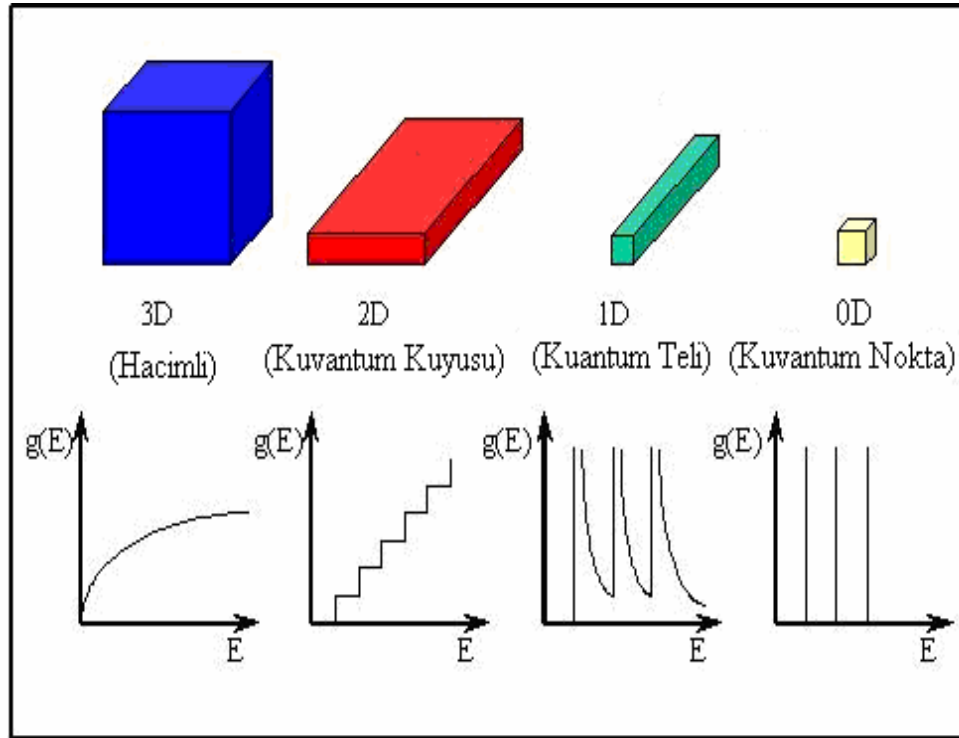 3D
(Hacimli)
2D
(Kuvantum Kuyusu)
1D
(Kuantum Teli)
0D
(Kuvantum Nokta)
g(E)
E
g(E)
E
g(E)
E
g(E)
E